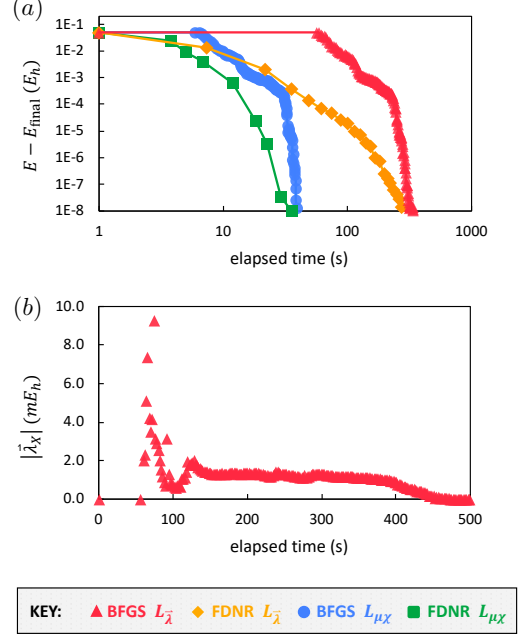 (a)
E − E_final (E_h)
1E-1
1E-2
1E-3
1E-4
1E-5
1E-6
1E-7
1E-8
1 10 100 1000
elapsed time (s)
(b)
|λ⃗_X| (mE_h)
10.0
8.0
6.0
4.0
2.0
0.0
0 100 200 300 400 500
elapsed time (s)
KEY: BFGS L_λ⃗ FDNR L_λ⃗ BFGS L_μχ FDNR L_μχ